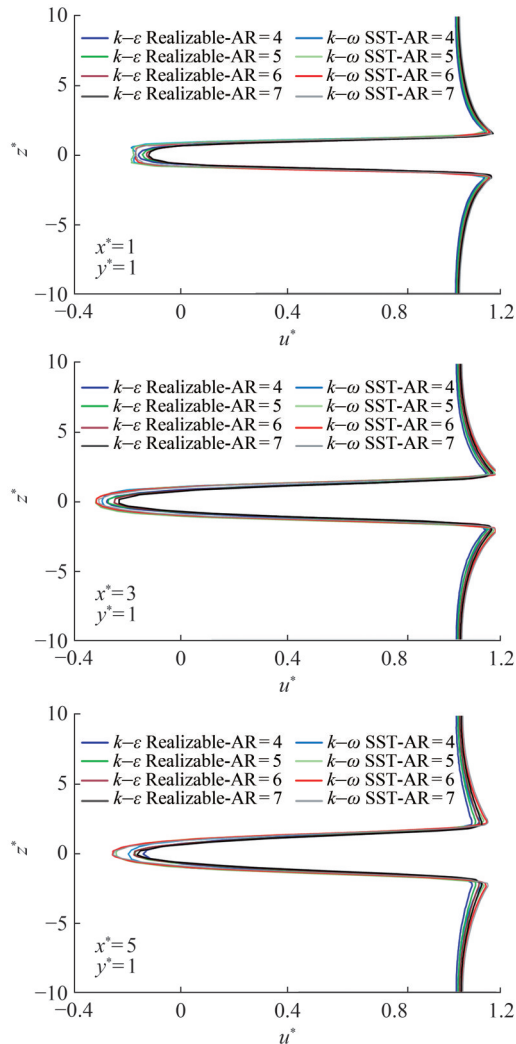 10
k–ε Realizable-AR=4 k–ω SST-AR=4
k–ε Realizable-AR=5 k–ω SST-AR=5
5
k–ε Realizable-AR=6 k–ω SST-AR=6
k–ε Realizable-AR=7 k–ω SST-AR=7
z*
0
−5
x*=1
y*=1
−10
−0.4 0 0.4 0.8 1.2
u*
10
k–ε Realizable-AR=4 k–ω SST-AR=4
k–ε Realizable-AR=5 k–ω SST-AR=5
5
k–ε Realizable-AR=6 k–ω SST-AR=6
k–ε Realizable-AR=7 k–ω SST-AR=7
z*
0
−5
x*=3
y*=1
−10
−0.4 0 0.4 0.8 1.2
u*
10
k–ε Realizable-AR=4 k–ω SST-AR=4
k–ε Realizable-AR=5 k–ω SST-AR=5
5
k–ε Realizable-AR=6 k–ω SST-AR=6
k–ε Realizable-AR=7 k–ω SST-AR=7
z*
0
−5
x*=5
y*=1
−10
−0.4 0 0.4 0.8 1.2
u*